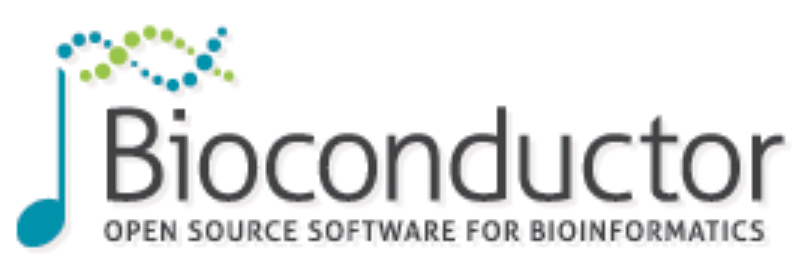 Bioconductor
OPEN SOURCE SOFTWARE FOR BIOINFORMATICS